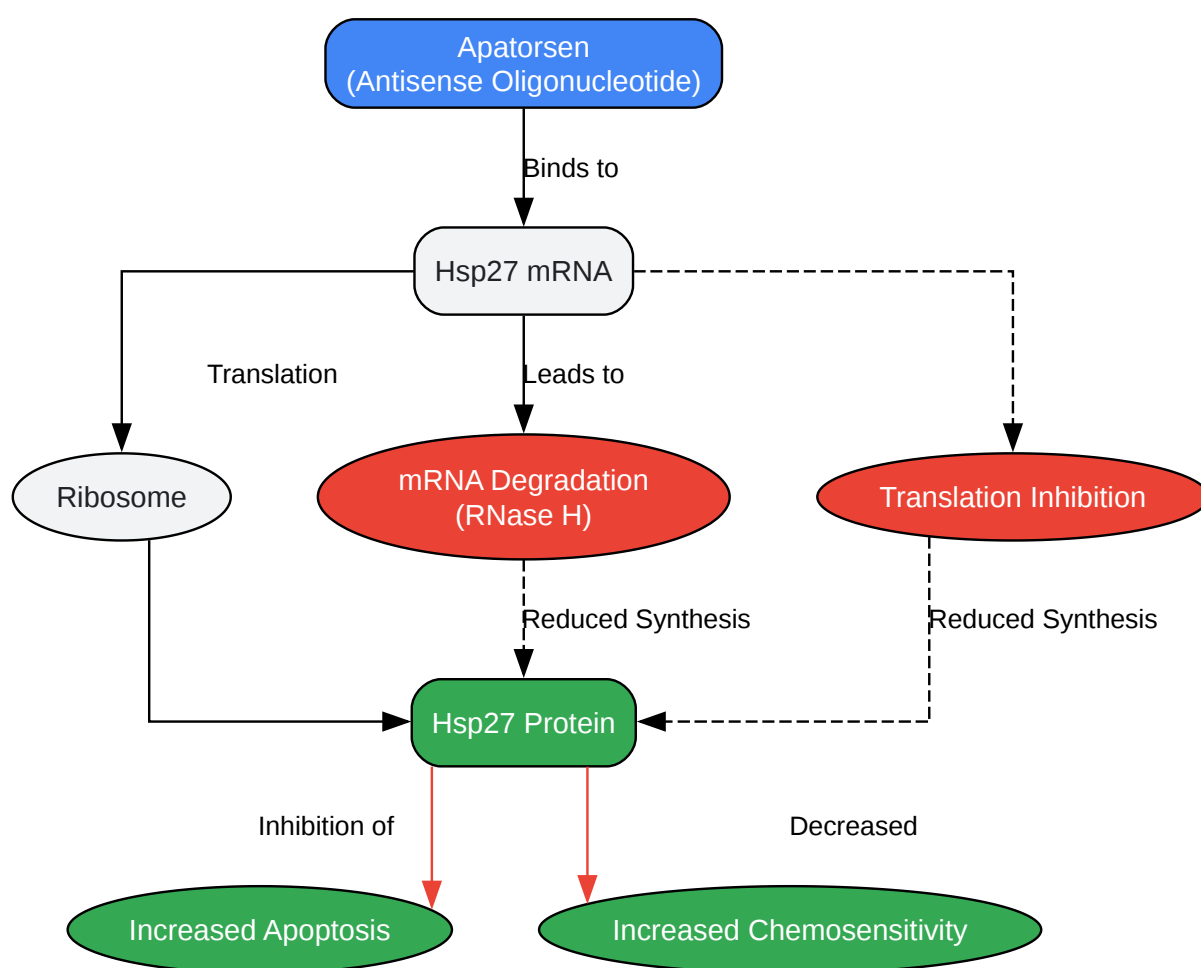 Apatorsen
(Antisense Oligonucleotide)
Binds to
Hsp27 mRNA
Translation
Leads to
Ribosome
mRNA Degradation
(RNase H)
Translation Inhibition
Reduced Synthesis
Reduced Synthesis
Hsp27 Protein
Inhibition of
Decreased
Increased Apoptosis
Increased Chemosensitivity